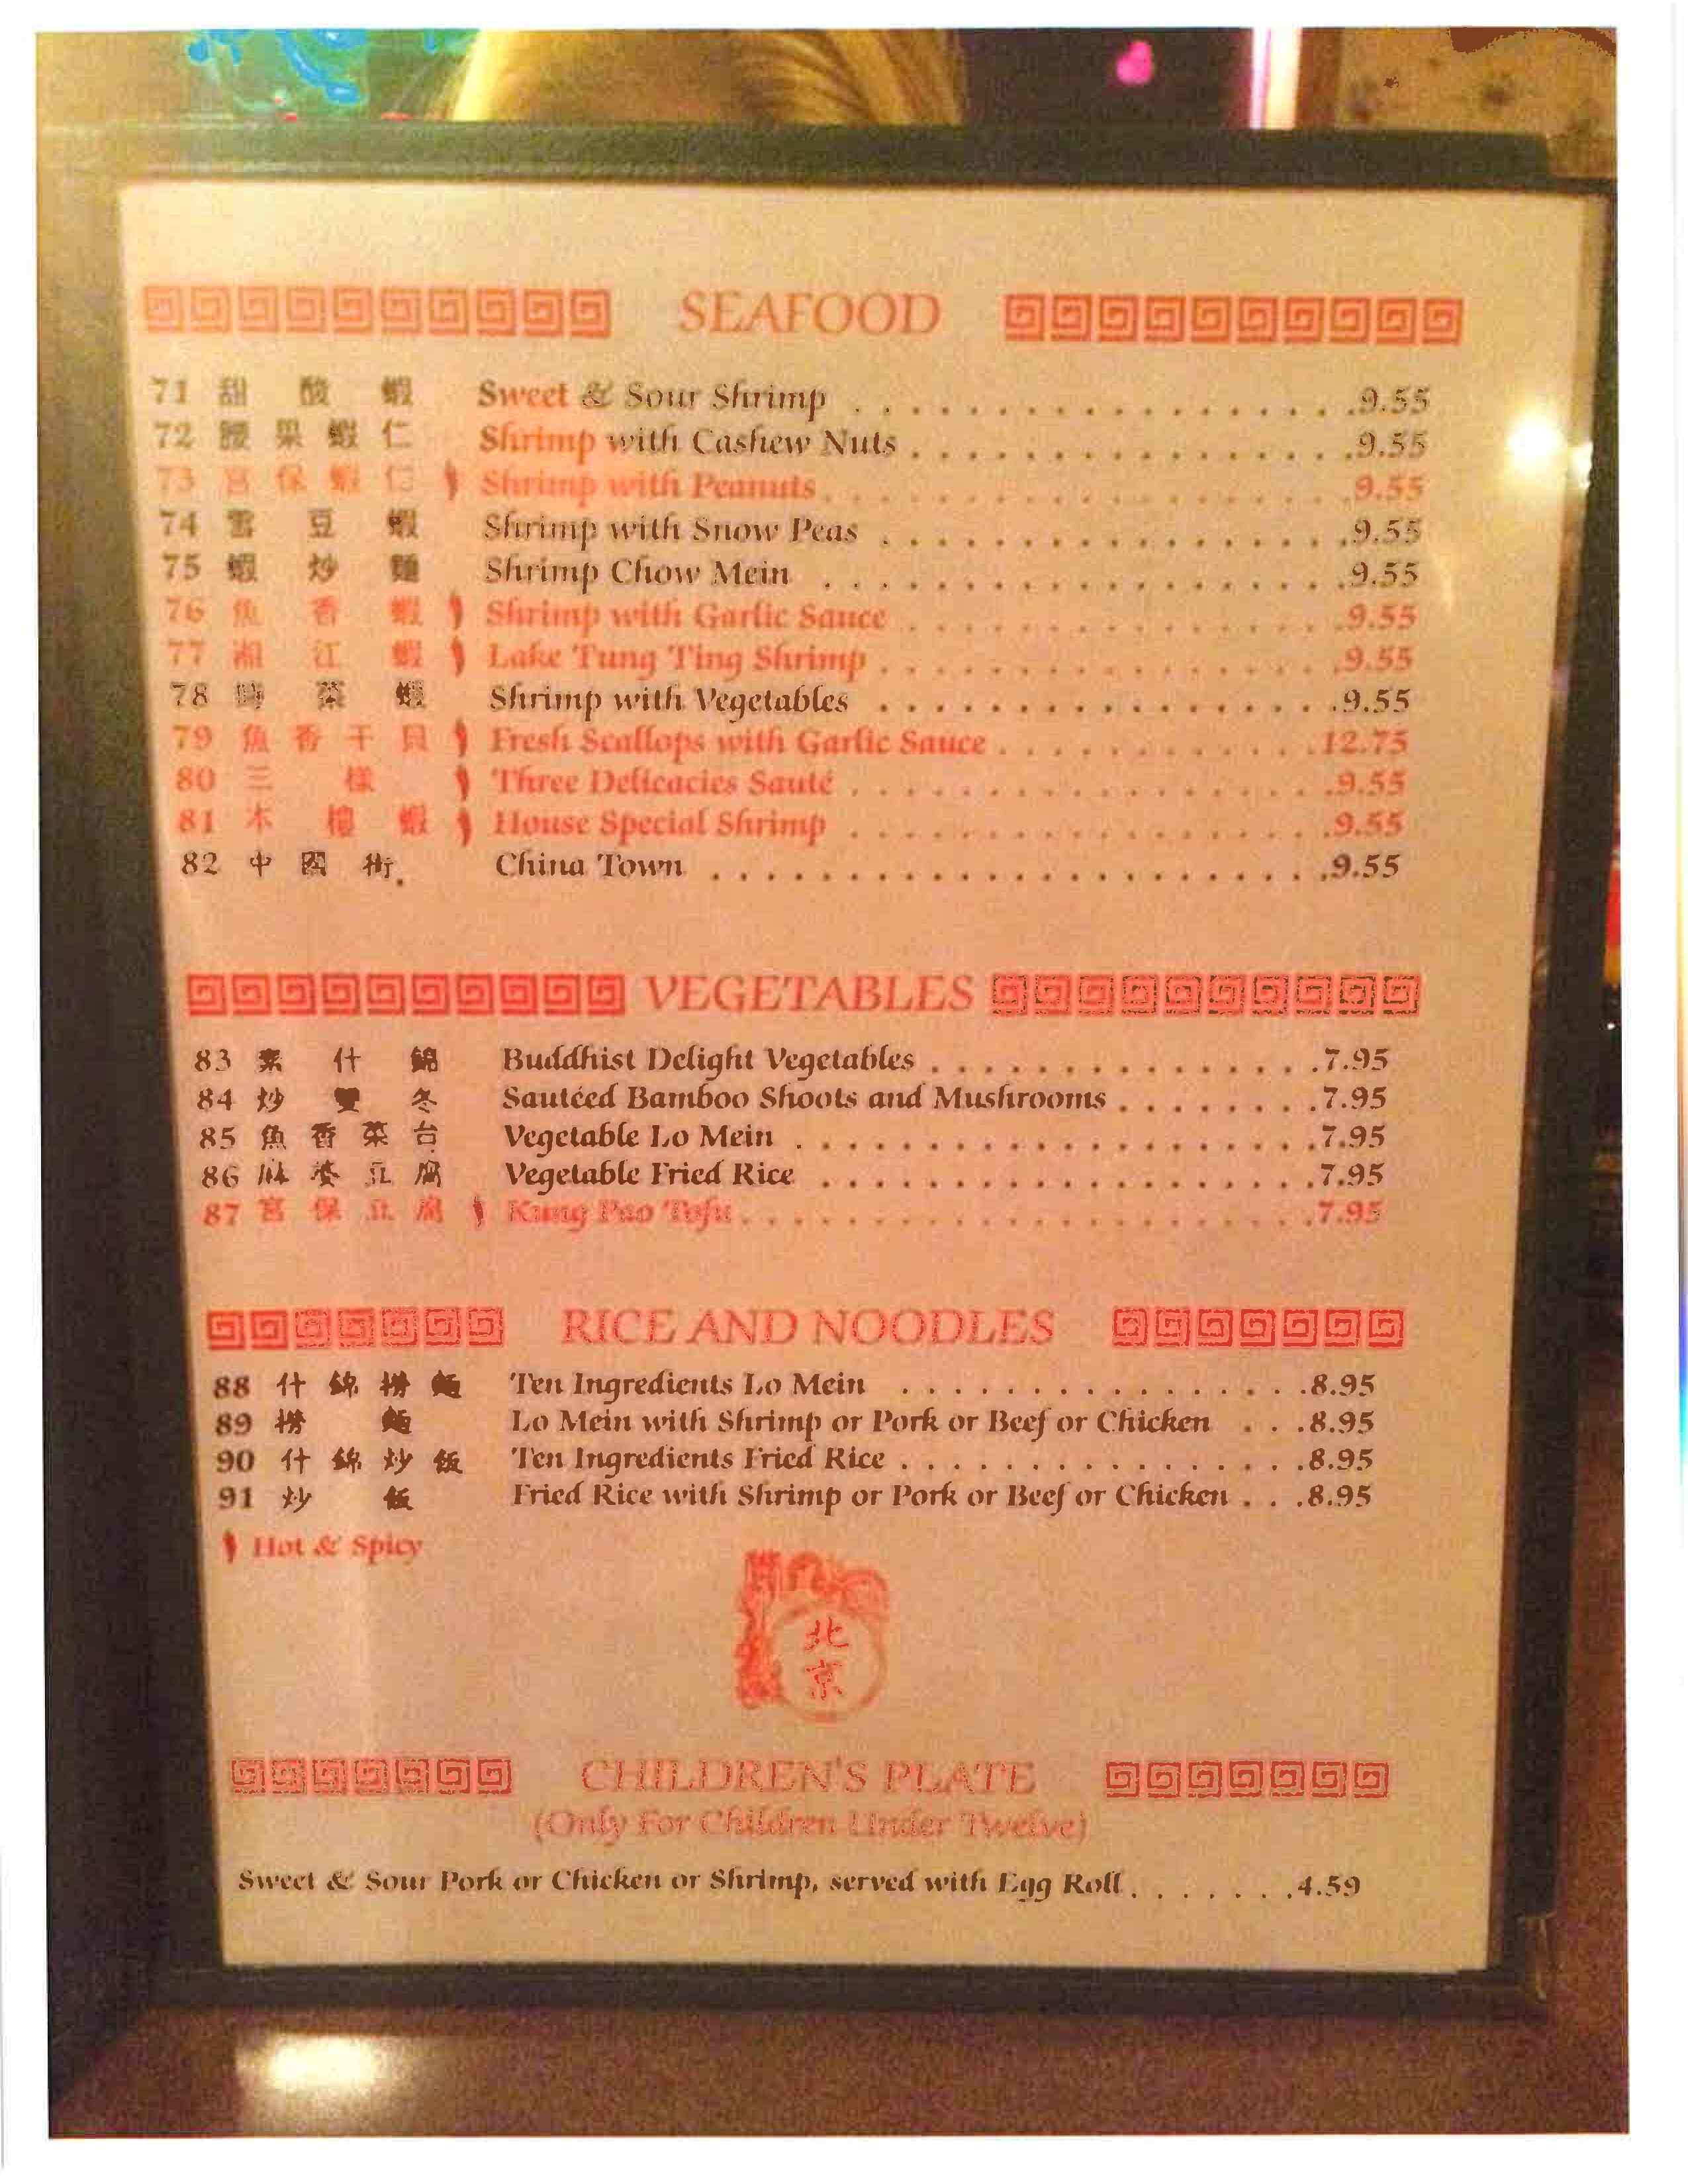 SEAFOOD
71 甜 酸 蝦 Sweet & Sour Shrimp . . . . . . . . . . . . . . . . . .9.55
72 腰 果 蝦 仁 Shrimp with Cashew Nuts . . . . . . . . . . . . . . . .9.55
73 宮 保 蝦 仁 Shrimp with Peanuts . . . . . . . . . . . . . . . . . . .9.55
74 雪 豆 蝦 Shrimp with Snow Peas . . . . . . . . . . . . . . . . .9.55
75 蝦 炒 麵 Shrimp Chow Mein . . . . . . . . . . . . . . . . . . .9.55
76 魚 香 蝦 Shrimp with Garlic Sauce . . . . . . . . . . . . . . . .9.55
77 湘 江 蝦 Lake Tung Ting Shrimp . . . . . . . . . . . . . . . . .9.55
78 時 菜 蝦 Shrimp with Vegetables . . . . . . . . . . . . . . . . .9.55
79 魚 香 干 貝 Fresh Scallops with Garlic Sauce . . . . . . . . . . . .12.75
80 三 樣 Three Delicacies Sauté . . . . . . . . . . . . . . . . . .9.55
81 木 樓 蝦 House Special Shrimp . . . . . . . . . . . . . . . . . .9.55
82 中 國 街 China Town . . . . . . . . . . . . . . . . . . . . . . .9.55
VEGETABLES
83 素 什 錦 Buddhist Delight Vegetables . . . . . . . . . . . . . . .7.95
84 炒 雙 冬 Sautéed Bamboo Shoots and Mushrooms . . . . . . . .7.95
85 魚 香 菜 台 Vegetable Lo Mein . . . . . . . . . . . . . . . . . . . .7.95
86 麻 婆 豆 腐 Vegetable Fried Rice . . . . . . . . . . . . . . . . . . .7.95
87 宮 保 豆 腐 Kung Pao Tofu . . . . . . . . . . . . . . . . . . . . . .7.95
RICE AND NOODLES
88 什 錦 撈 麵 Ten Ingredients Lo Mein . . . . . . . . . . . . . . . .8.95
89 撈 麵 Lo Mein with Shrimp or Pork or Beef or Chicken . . .8.95
90 什 錦 炒 飯 Ten Ingredients Fried Rice . . . . . . . . . . . . . . . .8.95
91 炒 飯 Fried Rice with Shrimp or Pork or Beef or Chicken . . .8.95
Hot & Spicy
北
京
CHILDREN'S PLATE
(Only For Children Under Twelve)
Sweet & Sour Pork or Chicken or Shrimp, served with Egg Roll . . . . . . .4.59